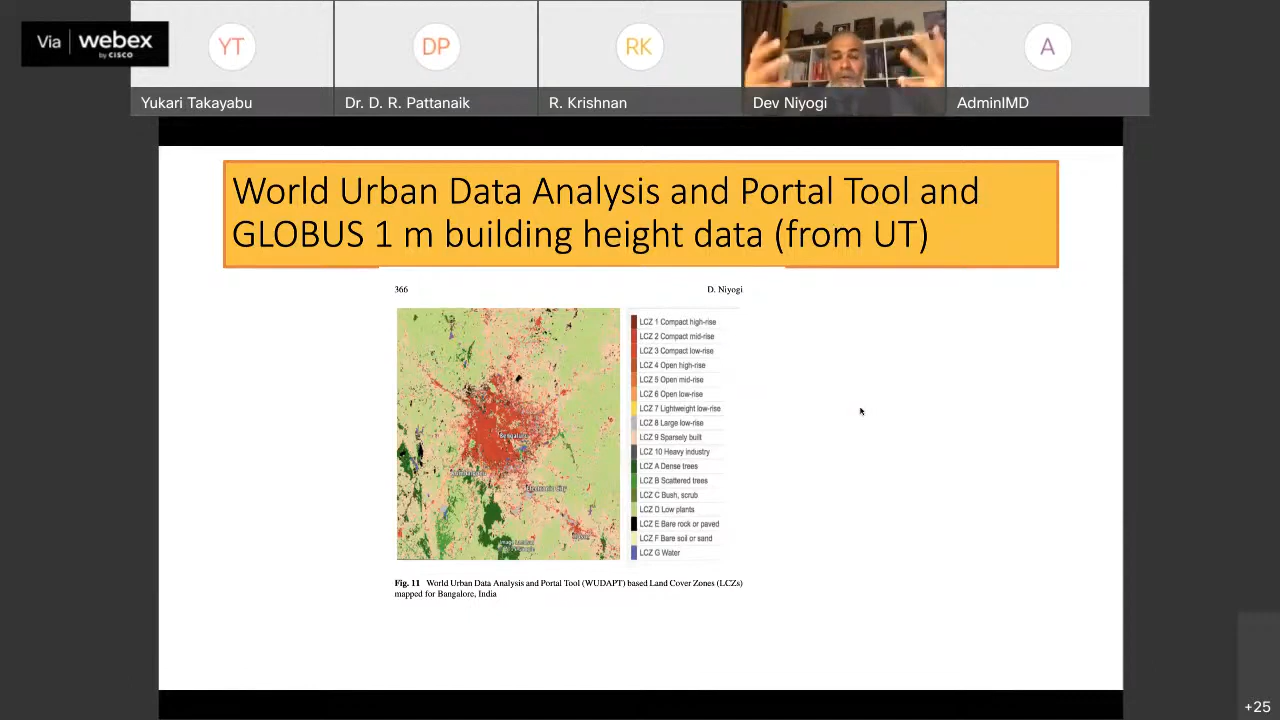 Via webex
by CISCO
YT
DP
RK
A
Yukari Takayabu
Dr. D. R. Pattanaik
R. Krishnan
Dev Niyogi
AdminIMD
World Urban Data Analysis and Portal Tool and
GLOBUS 1 m building height data (from UT)
366
D. Niyogi
LCZ 1 Compact high-rise
LCZ 2 Compact mid-rise
LCZ 3 Compact low-rise
LCZ 4 Open high-rise
LCZ 5 Open mid-rise
LCZ 6 Open low-rise
LCZ 7 Lightweight low-rise
LCZ 8 Large low-rise
LCZ 9 Sparsely built
LCZ 10 Heavy industry
LCZ A Dense trees
LCZ B Scattered trees
LCZ C Bush, scrub
LCZ D Low plants
LCZ E Bare rock or paved
LCZ F Bare soil or sand
LCZ G Water
Bengaluru
Electronic City
Fig. 11 World Urban Data Analysis and Portal Tool (WUDAPT) based Land Cover Zones (LCZs)
mapped for Bangalore, India
+25